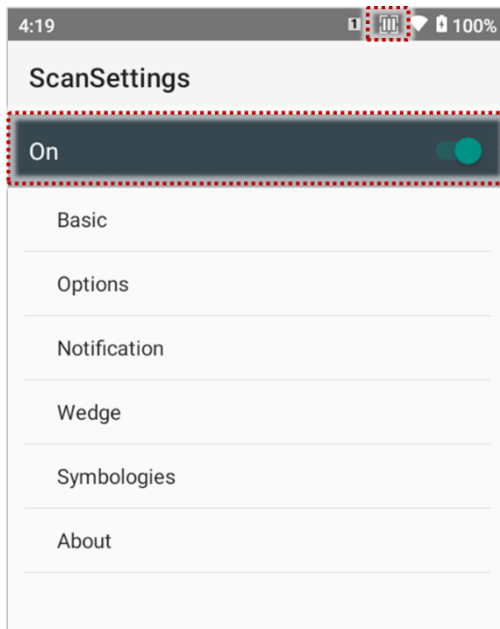 4:19 1 100%
ScanSettings
On
Basic
Options
Notification
Wedge
Symbologies
About